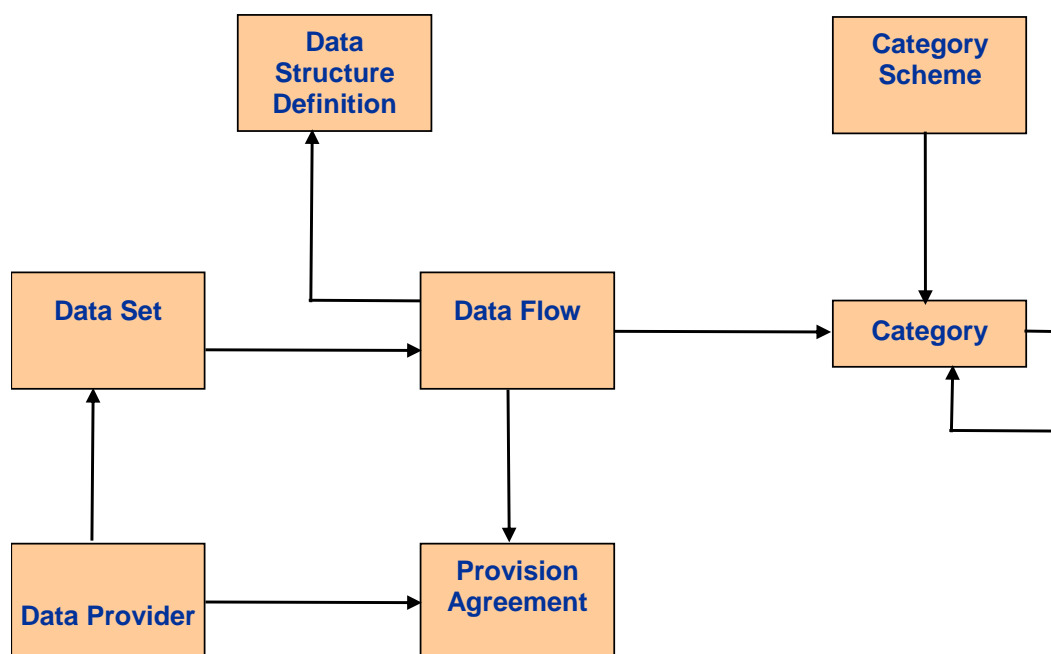 Data
Structure
Definition
Category
Scheme
Data Set
Data Flow
Category
Data Provider
Provision
Agreement